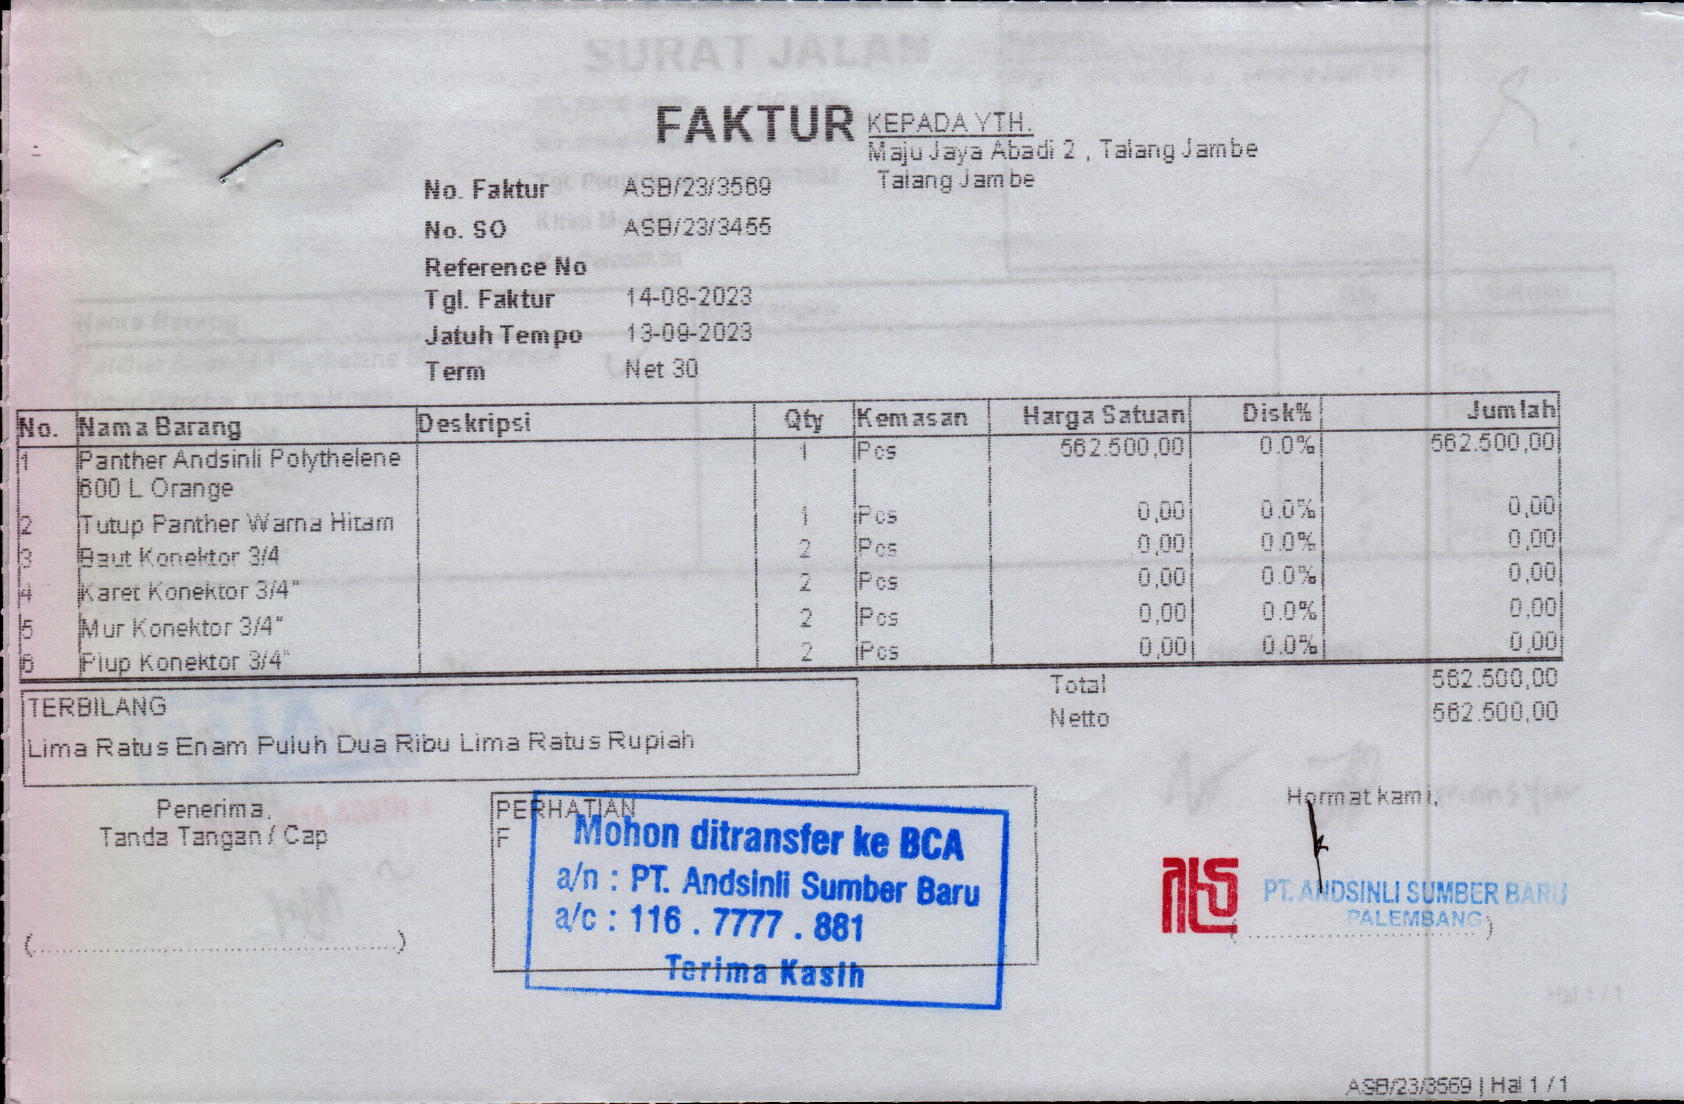 SURAT JALAN
FAKTUR
KEPADA YTH.
Maju Jaya Abadi 2 , Talang Jambe
Talang Jambe
No. Faktur ASB/23/3569
No. SO ASB/23/3455
Reference No
Tgl. Faktur 14-08-2023
Jatuh Tempo 13-09-2023
Term Net 30
No. Nama Barang Deskripsi Qty Kemasan Harga Satuan Disk% Jumlah
1 Panther Andsinli Polythelene 1 Pcs 562.500,00 0.0% 562.500,00
600 L Orange
2 Tutup Panther Warna Hitam 1 Pcs 0,00 0.0% 0,00
3 Baut Konektor 3/4 2 Pcs 0,00 0.0% 0,00
4 Karet Konektor 3/4" 2 Pcs 0,00 0.0% 0,00
5 Mur Konektor 3/4" 2 Pcs 0,00 0.0% 0,00
6 Plup Konektor 3/4" 2 Pcs 0,00 0.0% 0,00
Total 562.500,00
Netto 562.500,00
TERBILANG
Lima Ratus Enam Puluh Dua Ribu Lima Ratus Rupiah
Penerima,
Tanda Tangan / Cap
(..........................................................)
PERHATIAN
F
Mohon ditransfer ke BCA
a/n : PT. Andsinli Sumber Baru
a/c : 116 . 7777 . 881
Terima Kasih
Hormat kami,
PT. ANDSINLI SUMBER BARU
PALEMBANG
Hal 1 / 1
ASB/23/3569 | Hal 1 / 1